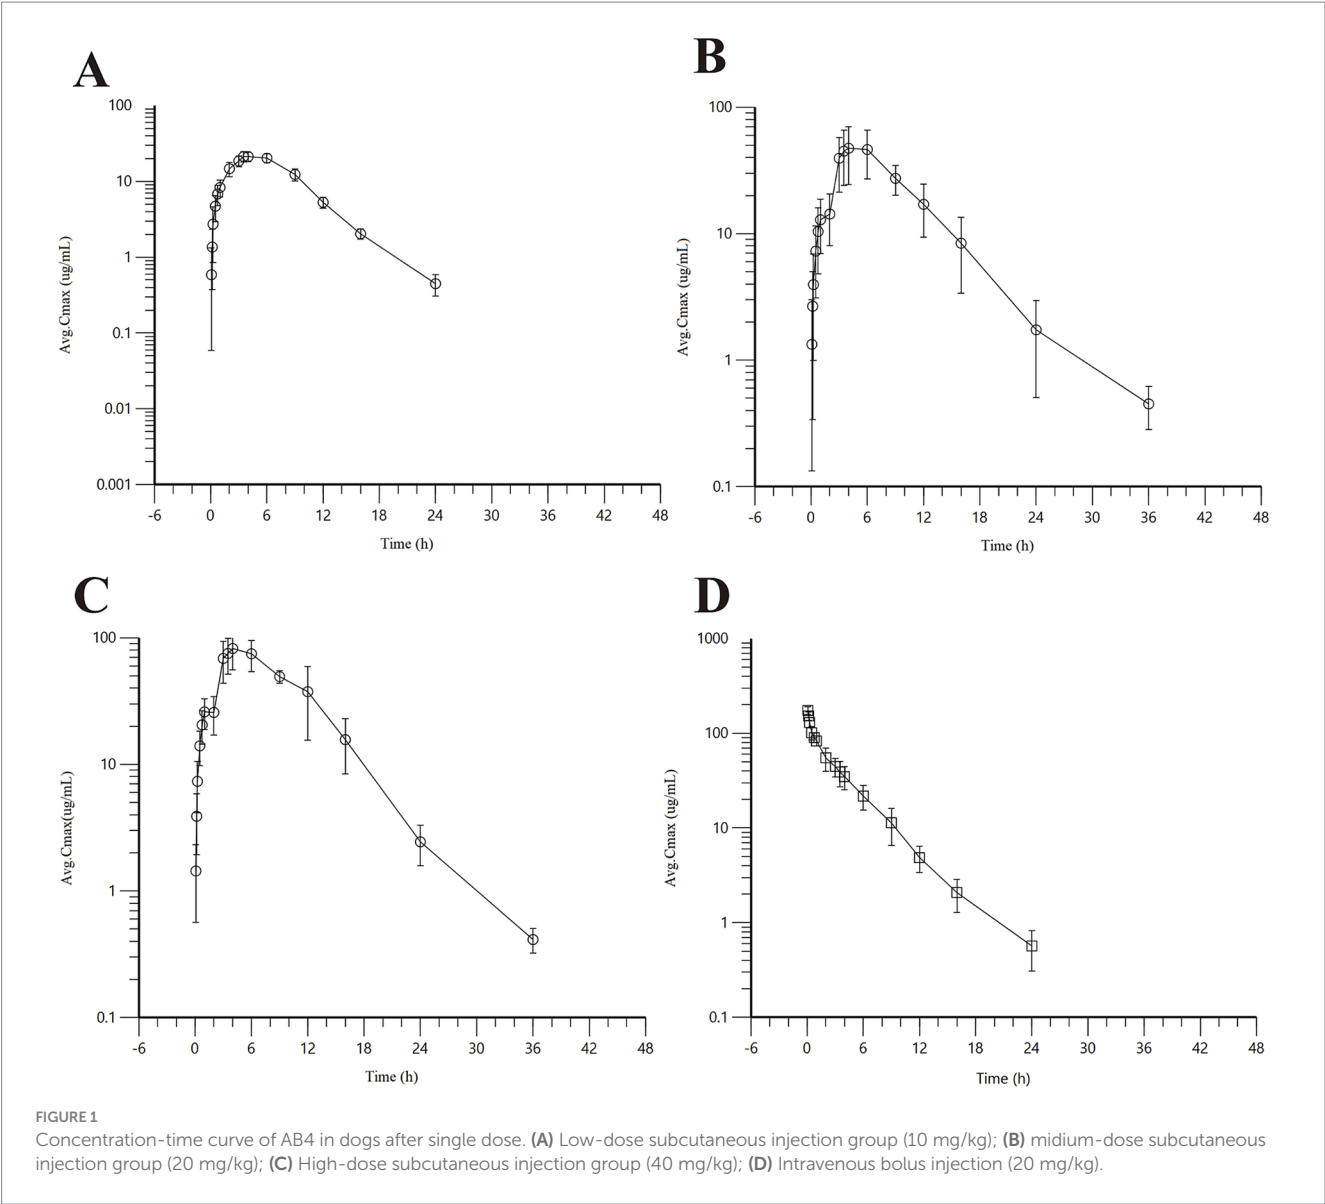 A
100
10
1
0.1
0.01
0.001
-6 0 6 12 18 24 30 36 42 48
Avg.Cmax (ug/mL)
Time (h)
B
100
10
1
0.1
-6 0 6 12 18 24 30 36 42 48
Avg.Cmax (ug/mL)
Time (h)
C
100
10
1
0.1
-6 0 6 12 18 24 30 36 42 48
Avg.Cmax(ug/mL)
Time (h)
D
1000
100
10
1
0.1
-6 0 6 12 18 24 30 36 42 48
Avg.Cmax (ug/mL)
Time (h)
FIGURE 1
Concentration-time curve of AB4 in dogs after single dose. (A) Low-dose subcutaneous injection group (10 mg/kg); (B) midium-dose subcutaneous
injection group (20 mg/kg); (C) High-dose subcutaneous injection group (40 mg/kg); (D) Intravenous bolus injection (20 mg/kg).